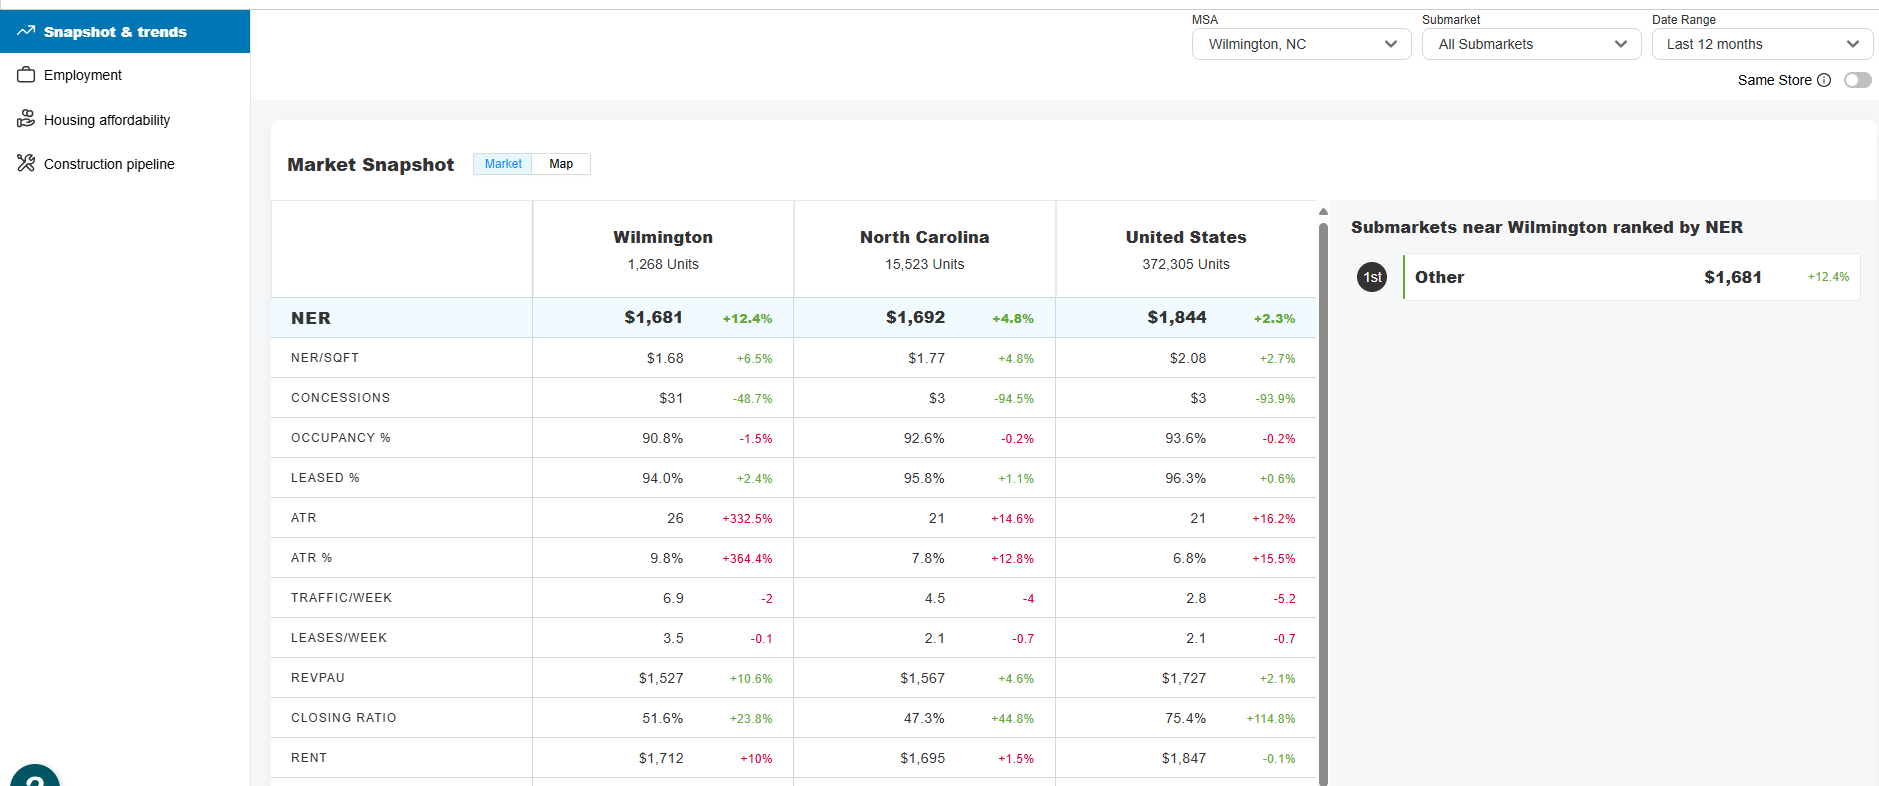 Snapshot & trends
Employment
Housing affordability
Construction pipeline
MSA Submarket Date Range
Wilmington, NC All Submarkets Last 12 months
Same Store
Market Snapshot Market Map
Wilmington North Carolina United States
1,268 Units 15,523 Units 372,305 Units
NER $1,681 +12.4% $1,692 +4.8% $1,844 +2.3%
NER/SQFT $1.68 +6.5% $1.77 +4.8% $2.08 +2.7%
CONCESSIONS $31 -48.7% $3 -94.5% $3 -93.9%
OCCUPANCY % 90.8% -1.5% 92.6% -0.2% 93.6% -0.2%
LEASED % 94.0% +2.4% 95.8% +1.1% 96.3% +0.6%
ATR 26 +332.5% 21 +14.6% 21 +16.2%
ATR % 9.8% +364.4% 7.8% +12.8% 6.8% +15.5%
TRAFFIC/WEEK 6.9 -2 4.5 -4 2.8 -5.2
LEASES/WEEK 3.5 -0.1 2.1 -0.7 2.1 -0.7
REVPAU $1,527 +10.6% $1,567 +4.6% $1,727 +2.1%
CLOSING RATIO 51.6% +23.8% 47.3% +44.8% 75.4% +114.8%
RENT $1,712 +10% $1,695 +1.5% $1,847 -0.1%
Submarkets near Wilmington ranked by NER
1st Other $1,681 +12.4%